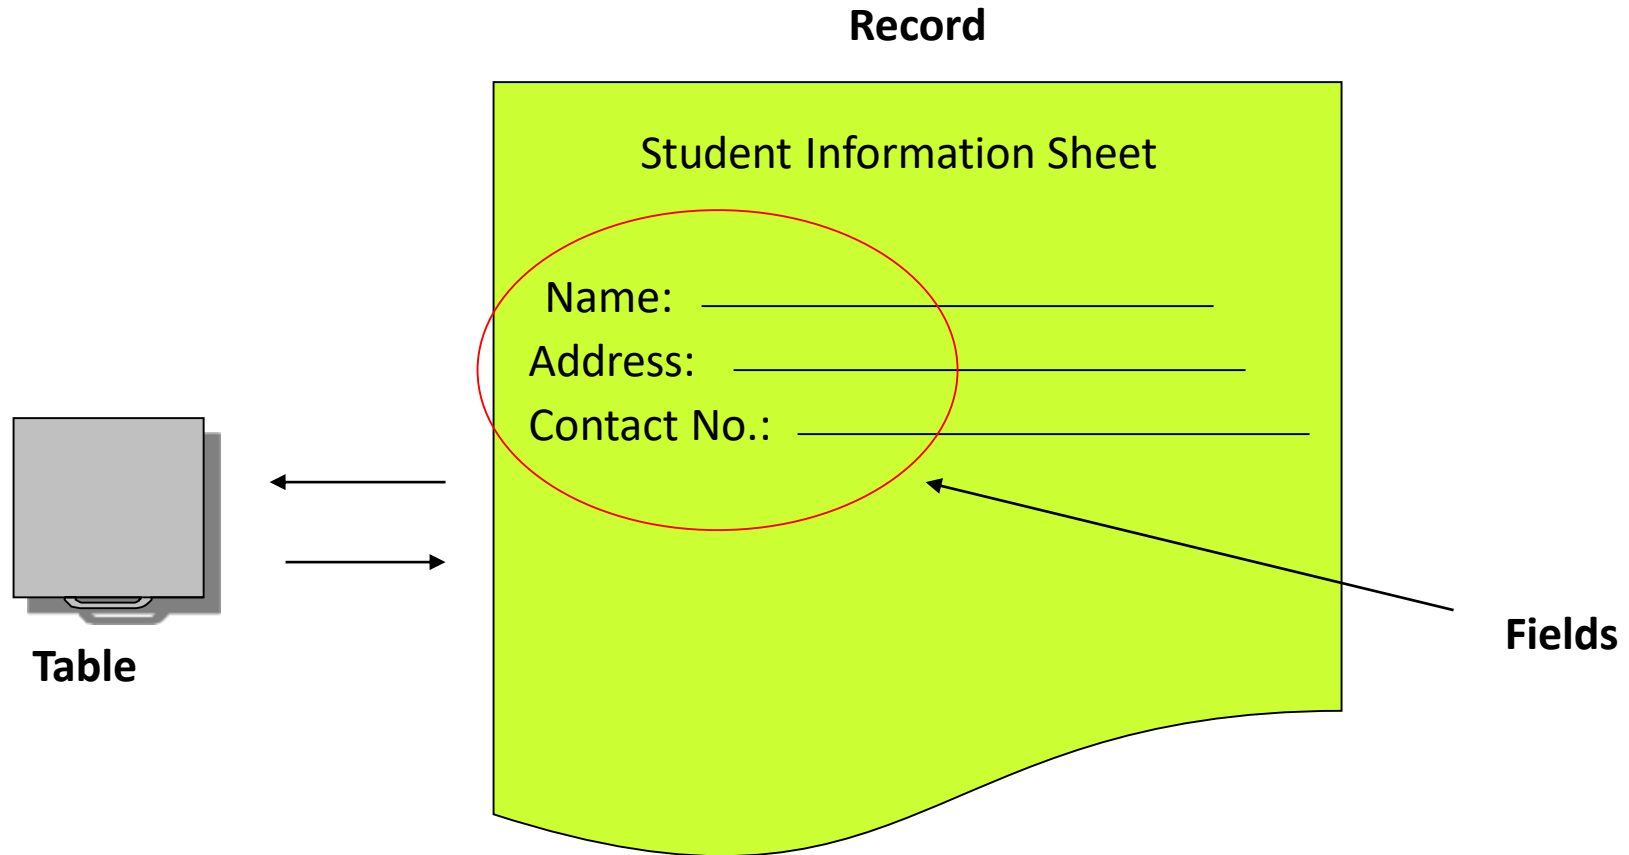 Record
Student Information Sheet
Name:
Address:
Contact No.:
Fields
Table